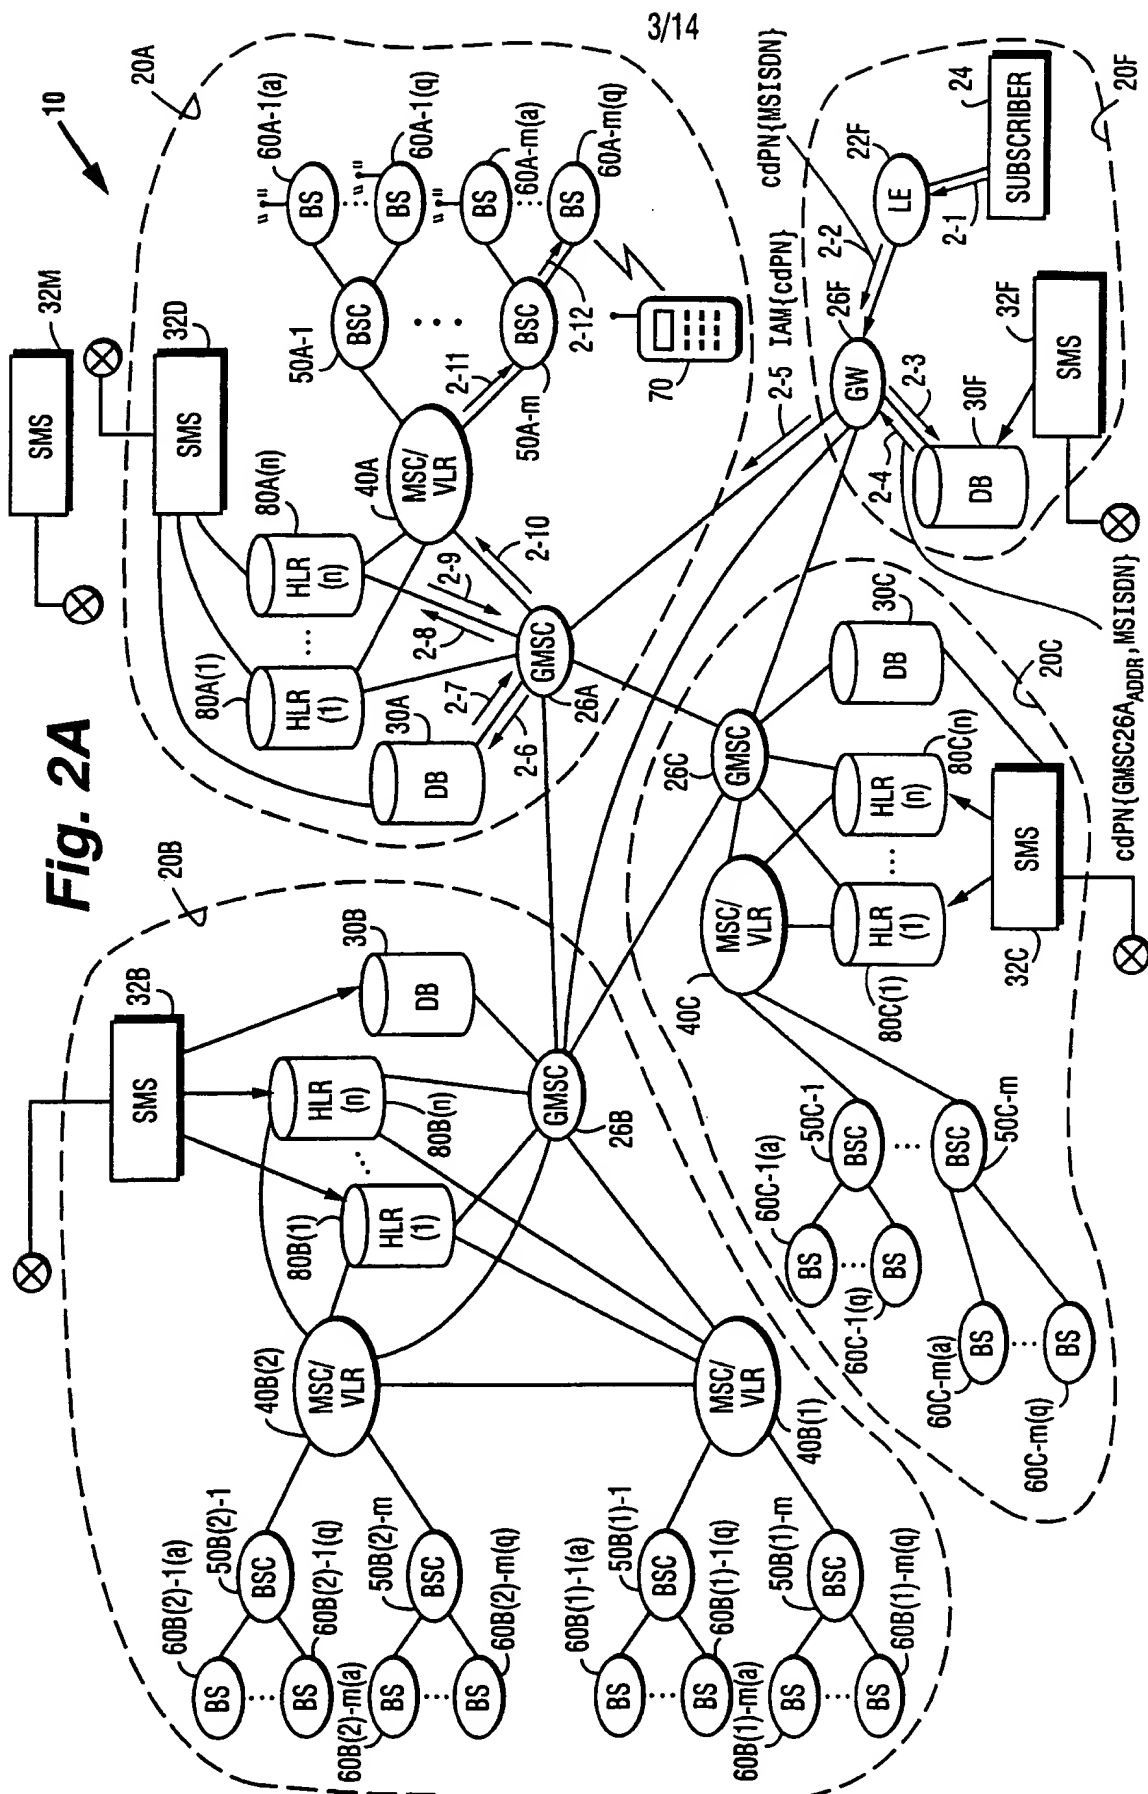 3/14
Fig. 2A
10
20A
60A-1(a)
BS
60A-1(q)
BS
60A-m(a)
BS
60A-m(q)
BS
" "
" "
" "
50A-1
BSC
BSC
50A-m
2-11
2-12
70
MSC/
VLR
40A
32M
SMS
32D
SMS
80A(n)
HLR
(n)
80A(1)
HLR
(1)
30A
DB
2-6
2-7
2-8
2-9
2-10
GMSC
26A
20B
32B
SMS
30B
DB
HLR
(n)
80B(n)
80B(1)
HLR
(1)
GMSC
26B
40B(2)
MSC/
VLR
MSC/
VLR
40B(1)
50B(2)-1
BSC
50B(2)-m
BSC
60B(2)-1(a)
BS
60B(2)-1(q)
BS
60B(2)-m(a)
BS
60B(2)-m(q)
BS
50B(1)-1
BSC
50B(1)-m
BSC
60B(1)-1(a)
BS
60B(1)-1(q)
BS
60B(1)-m(a)
BS
60B(1)-m(q)
BS
20C
26C
GMSC
30C
DB
80C(n)
HLR
(n)
80C(1)
HLR
(1)
SMS
32C
40C
MSC/
VLR
50C-1
BSC
50C-m
BSC
60C-1(a)
BS
60C-1(q)
BS
60C-m(a)
BS
60C-m(q)
BS
20F
24
SUBSCRIBER
2-1
22F
LE
2-2
cdPN{MSISDN}
26F
GW
2-5 IAM{cdPN}
2-3
2-4
30F
DB
32F
SMS
cdPN{GMSC26A ADDR, MSISDN}